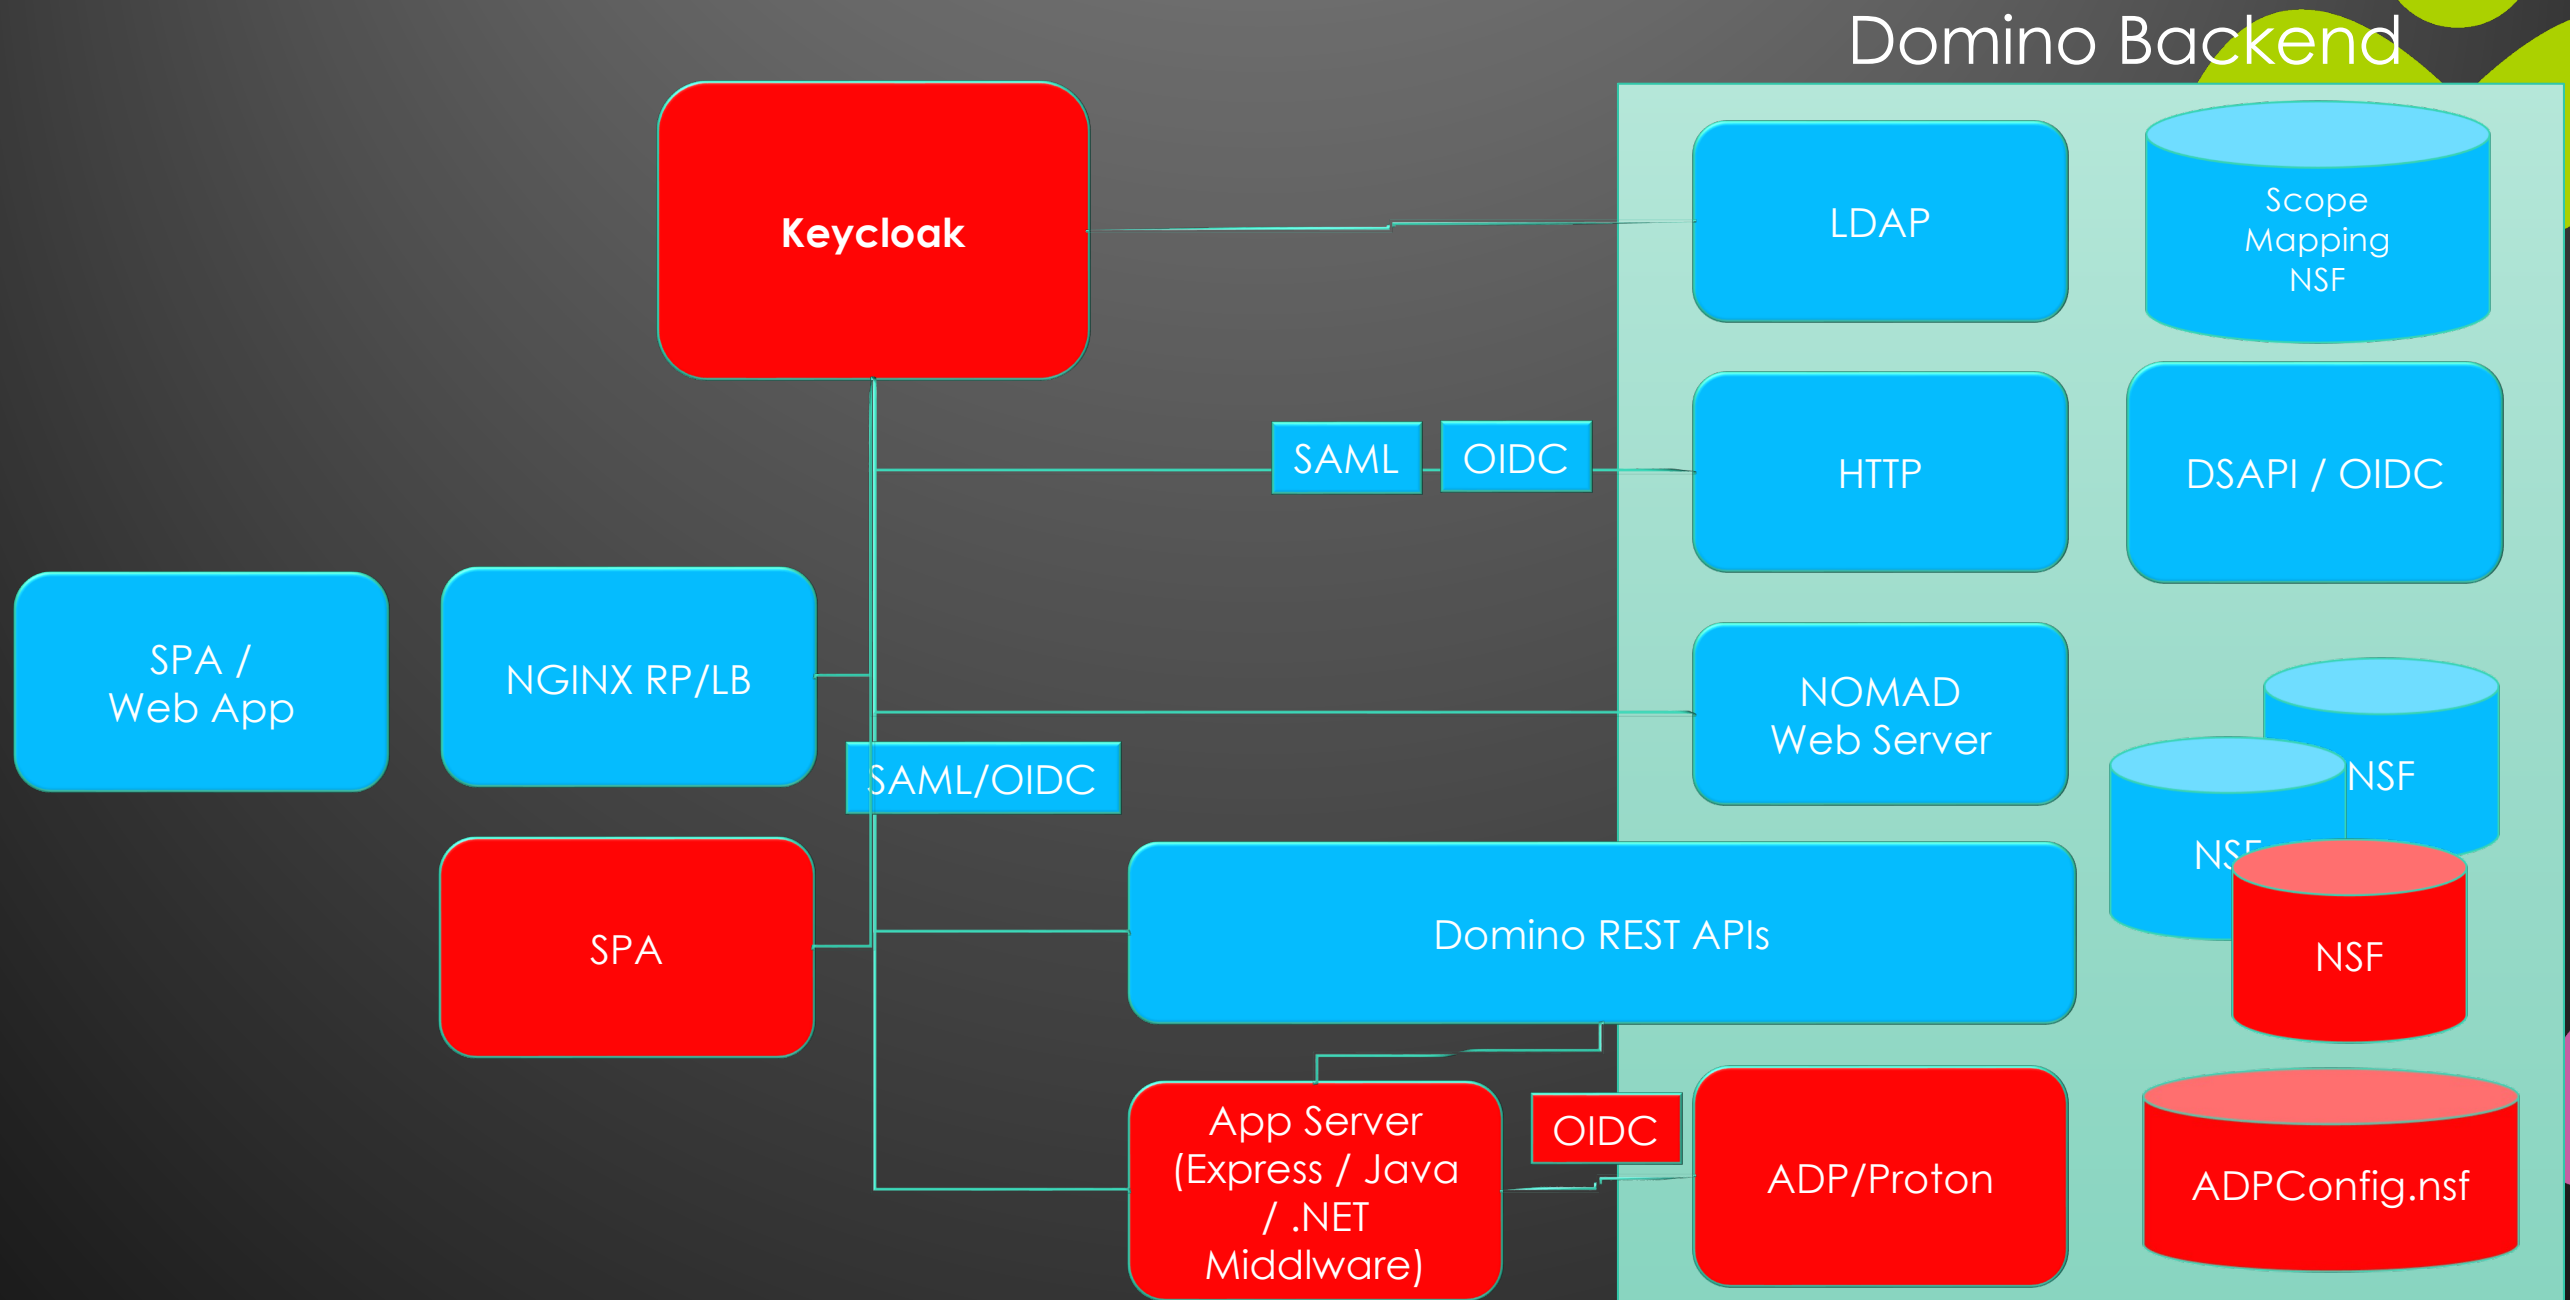 Domino Backend
Keycloak
LDAP
Scope
Mapping
NSF
SAML
OIDC
HTTP
DSAPI / OIDC
SPA /
Web App
NGINX RP/LB
NOMAD
Web Server
SAML/OIDC
NSF
NSF
NSF
SPA
Domino REST APIs
App Server
(Express / Java
/ .NET
Middlware)
OIDC
ADP/Proton
ADPConfig.nsf